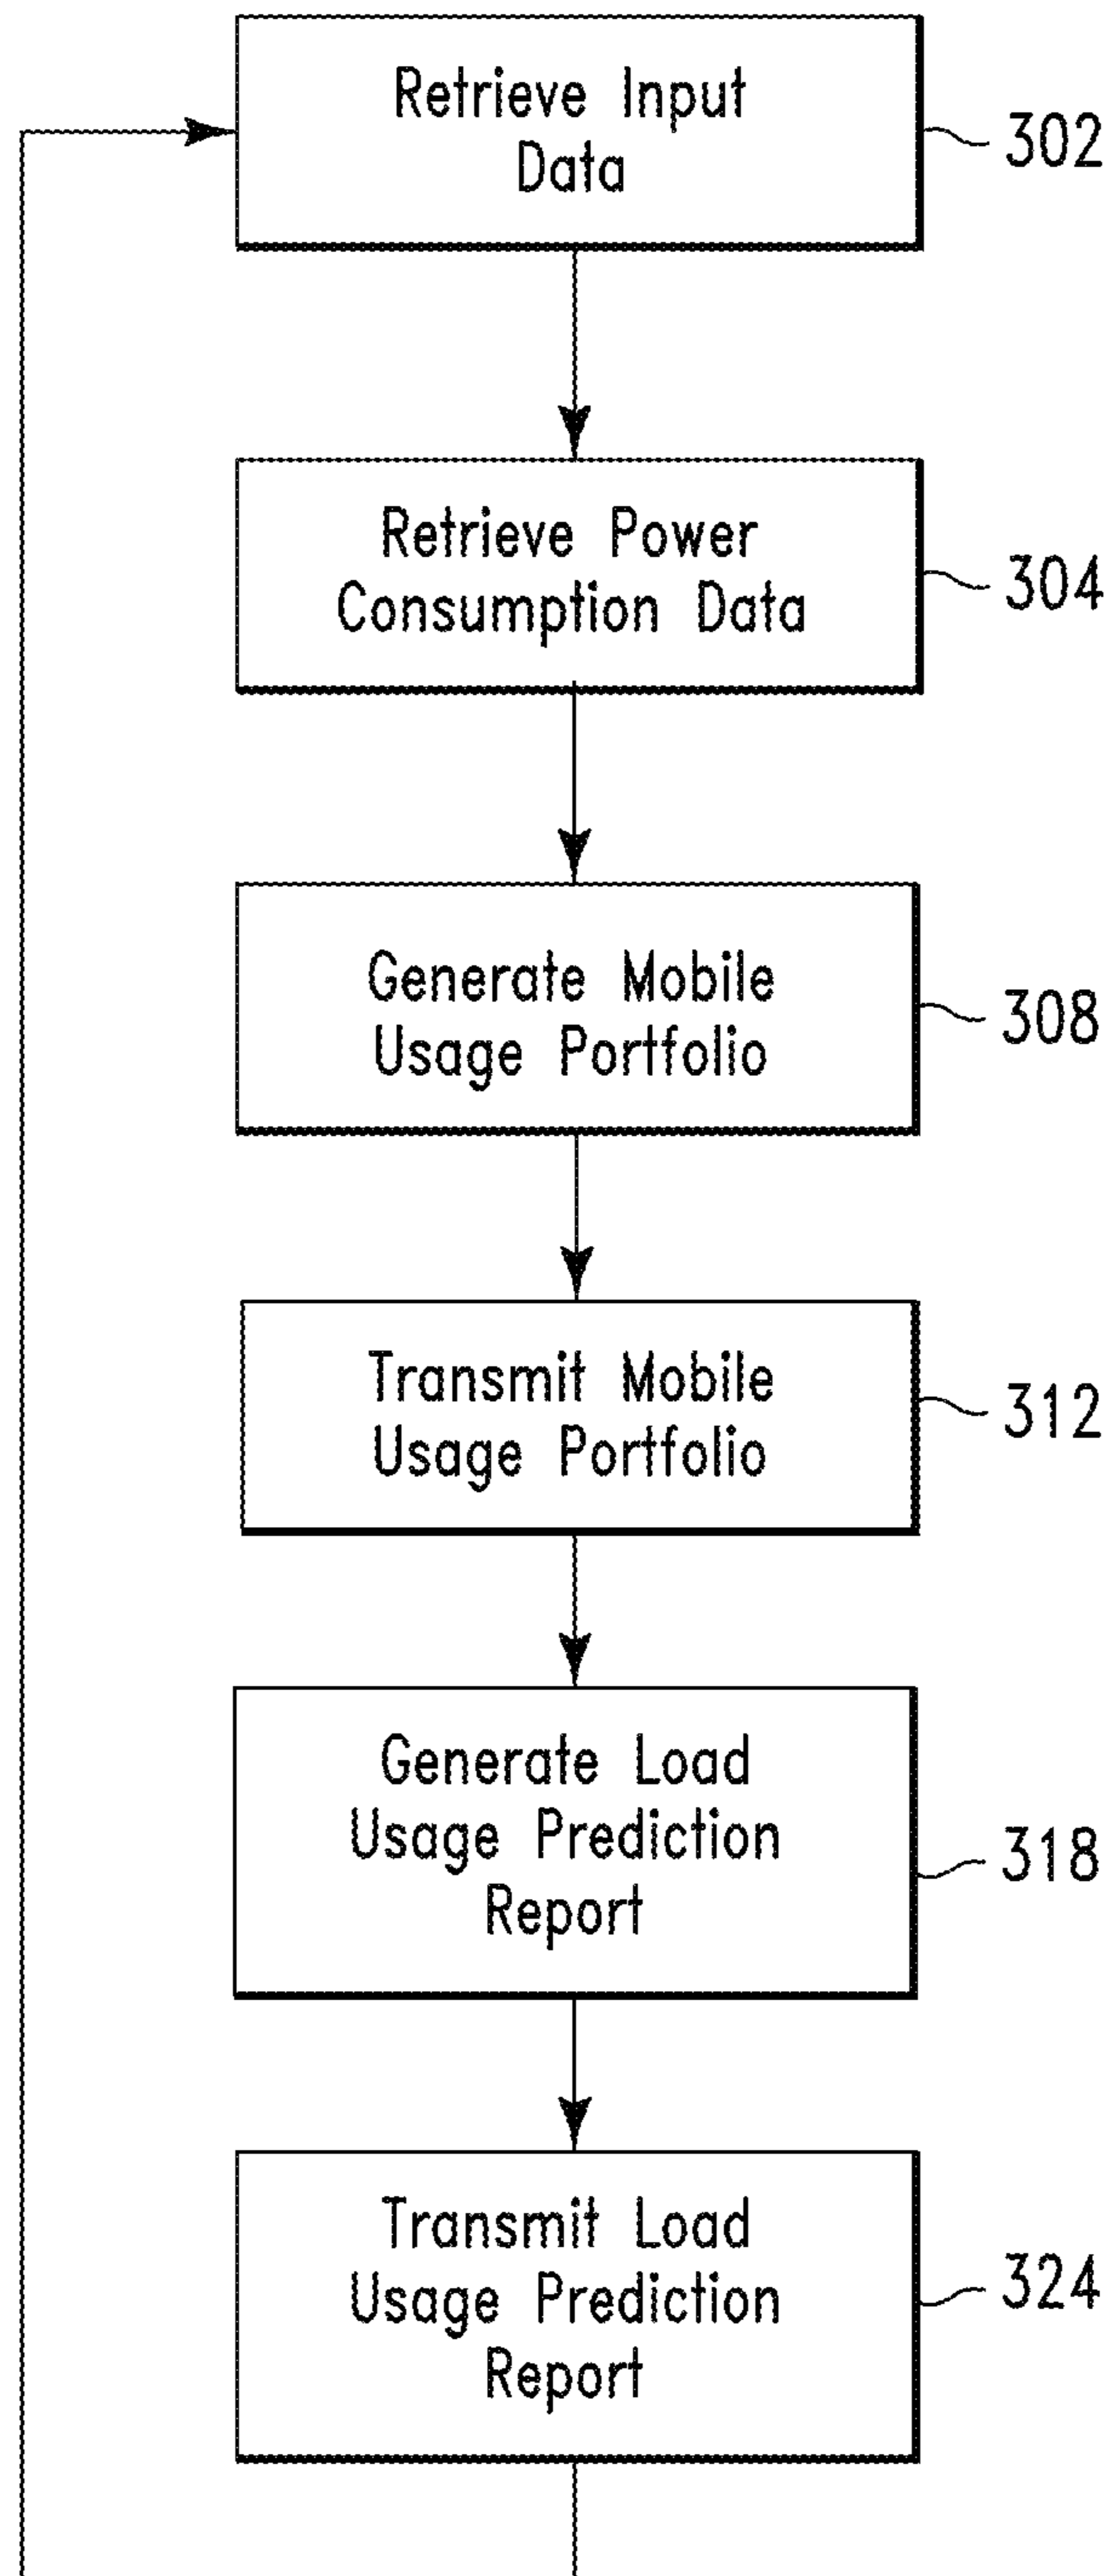 Retrieve Input
Data
302
Retrieve Power
Consumption Data
304
Generate Mobile
Usage Portfolio
308
Transmit Mobile
Usage Portfolio
312
Generate Load
Usage Prediction
Report
318
Transmit Load
Usage Prediction
Report
324